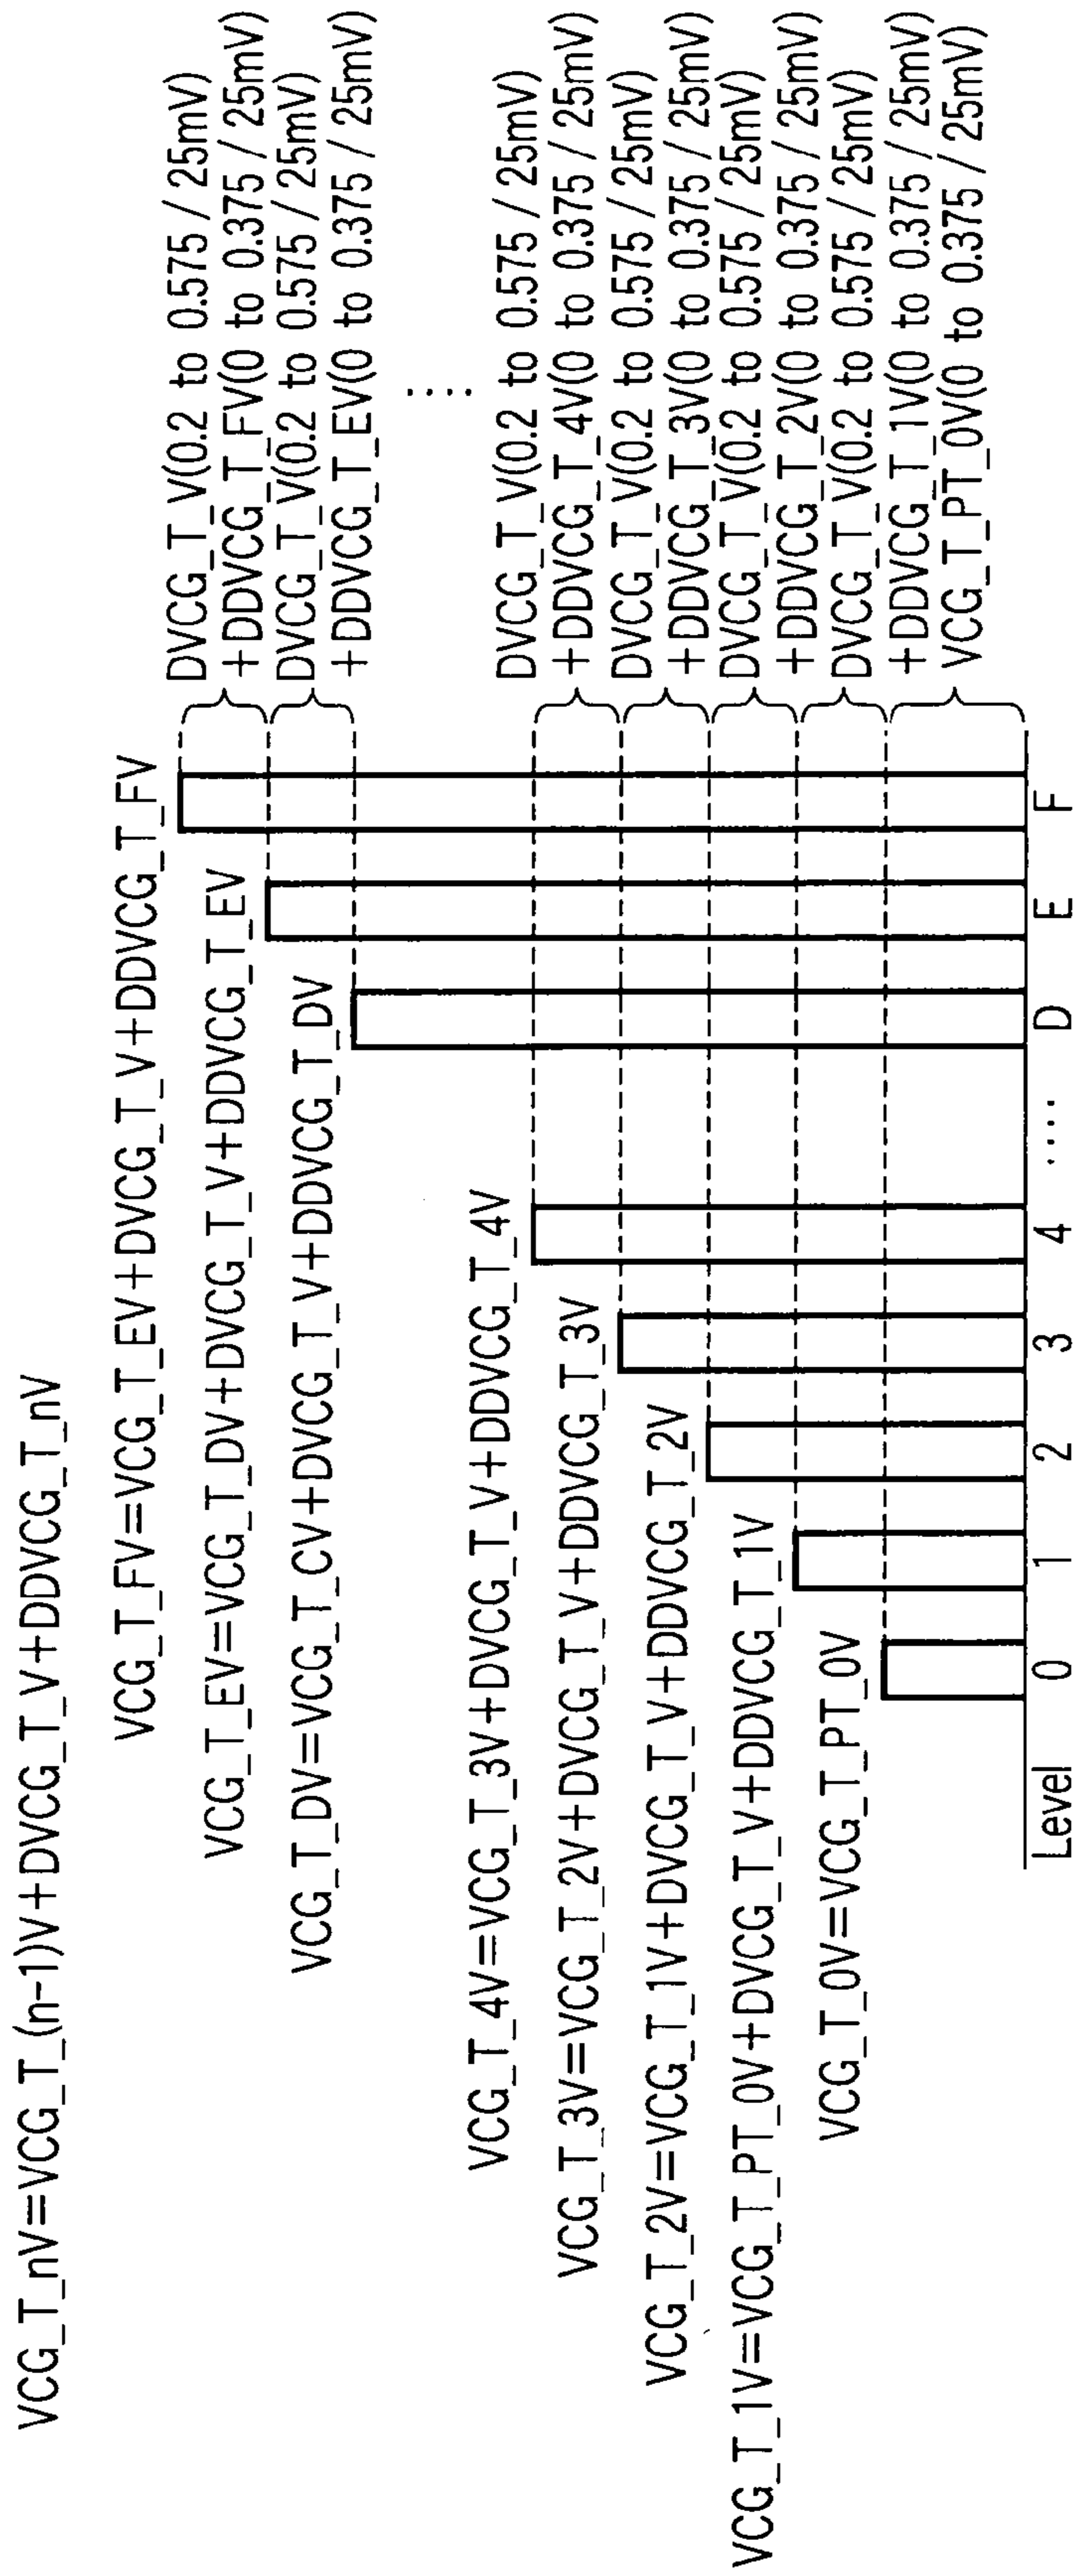 VCG_T_nV=VCG_T_(n-1)V+DVCG_T_V+DDVCG_T_nV
VCG_T_FV=VCG_T_EV+DVCG_T_V+DDVCG_T_FV
VCG_T_EV=VCG_T_DV+DVCG_T_V+DDVCG_T_EV
VCG_T_DV=VCG_T_CV+DVCG_T_V+DDVCG_T_DV
VCG_T_4V=VCG_T_3V+DVCG_T_V+DDVCG_T_4V
VCG_T_3V=VCG_T_2V+DVCG_T_V+DDVCG_T_3V
VCG_T_2V=VCG_T_1V+DVCG_T_V+DDVCG_T_2V
VCG_T_1V=VCG_T_PT_0V+DVCG_T_V+DDVCG_T_1V
VCG_T_0V=VCG_T_PT_0V
DVCG_T_V(0.2 to 0.575 / 25mV)
+DDVCG_T_FV(0 to 0.375 / 25mV)
DVCG_T_V(0.2 to 0.575 / 25mV)
+DDVCG_T_EV(0 to 0.375 / 25mV)
....
DVCG_T_V(0.2 to 0.575 / 25mV)
+DDVCG_T_4V(0 to 0.375 / 25mV)
DVCG_T_V(0.2 to 0.575 / 25mV)
+DDVCG_T_3V(0 to 0.375 / 25mV)
DVCG_T_V(0.2 to 0.575 / 25mV)
+DDVCG_T_2V(0 to 0.375 / 25mV)
DVCG_T_V(0.2 to 0.575 / 25mV)
+DDVCG_T_1V(0 to 0.375 / 25mV)
VCG_T_PT_0V(0 to 0.375 / 25mV)
Level 0 1 2 3 4 .... D E F